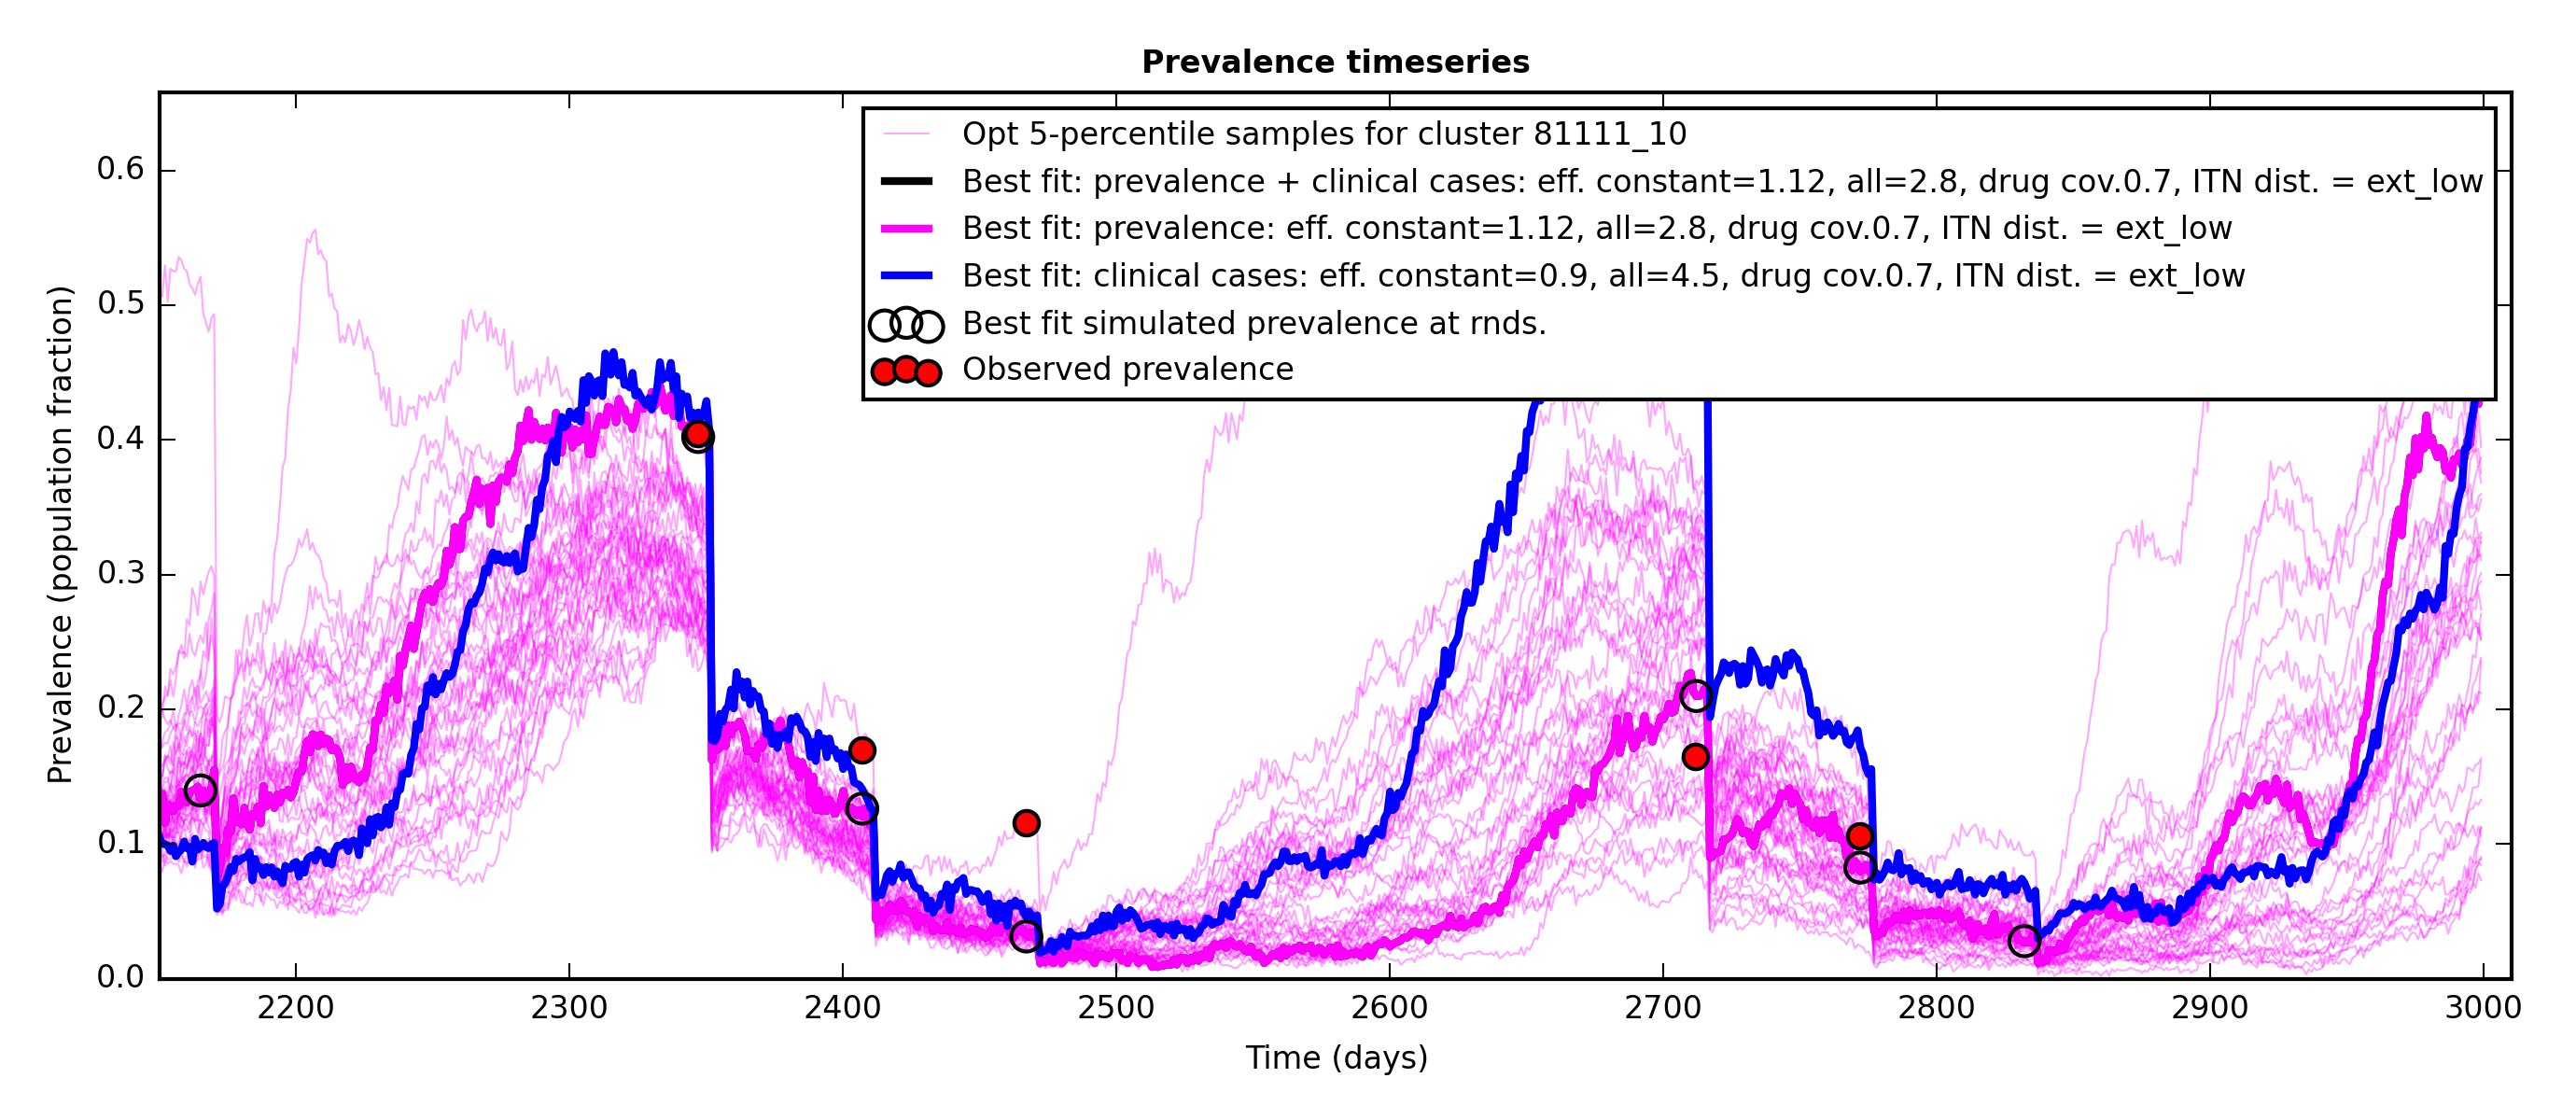 Prevalence timeseries
Opt 5-percentile samples for cluster 81111_10
Best fit: prevalence + clinical cases: eff. constant=1.12, all=2.8, drug cov.0.7, ITN dist. = ext_low
Best fit: prevalence: eff. constant=1.12, all=2.8, drug cov.0.7, ITN dist. = ext_low
Best fit: clinical cases: eff. constant=0.9, all=4.5, drug cov.0.7, ITN dist. = ext_low
Best fit simulated prevalence at rnds.
Observed prevalence
Prevalence (population fraction)
0.6
0.5
0.4
0.3
0.2
0.1
0.0
2200 2300 2400 2500 2600 2700 2800 2900 3000
Time (days)